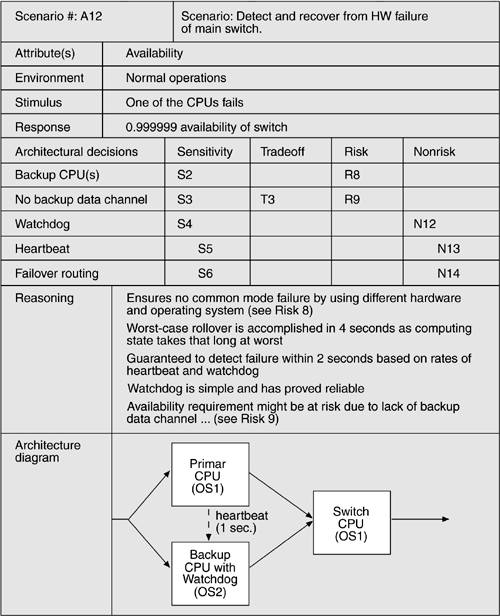 Scenario #: A12
Scenario: Detect and recover from HW failure
of main switch.
Attribute(s)
Availability
Environment
Normal operations
Stimulus
One of the CPUs fails
Response
0.999999 availability of switch
Architectural decisions
Sensitivity
Tradeoff
Risk
Nonrisk
Backup CPU(s)
S2
R8
No backup data channel
S3
T3
R9
Watchdog
S4
N12
Heartbeat
S5
N13
Failover routing
S6
N14
Reasoning
Ensures no common mode failure by using different hardware
and operating system (see Risk 8)
Worst-case rollover is accomplished in 4 seconds as computing
state takes that long at worst
Guaranteed to detect failure within 2 seconds based on rates of
heartbeat and watchdog
Watchdog is simple and has proved reliable
Availability requirement might be at risk due to lack of backup
data channel ... (see Risk 9)
Architecture
diagram
Primar
CPU
(OS1)
heartbeat
(1 sec.)
Backup
CPU with
Watchdog
(OS2)
Switch
CPU
(OS1)